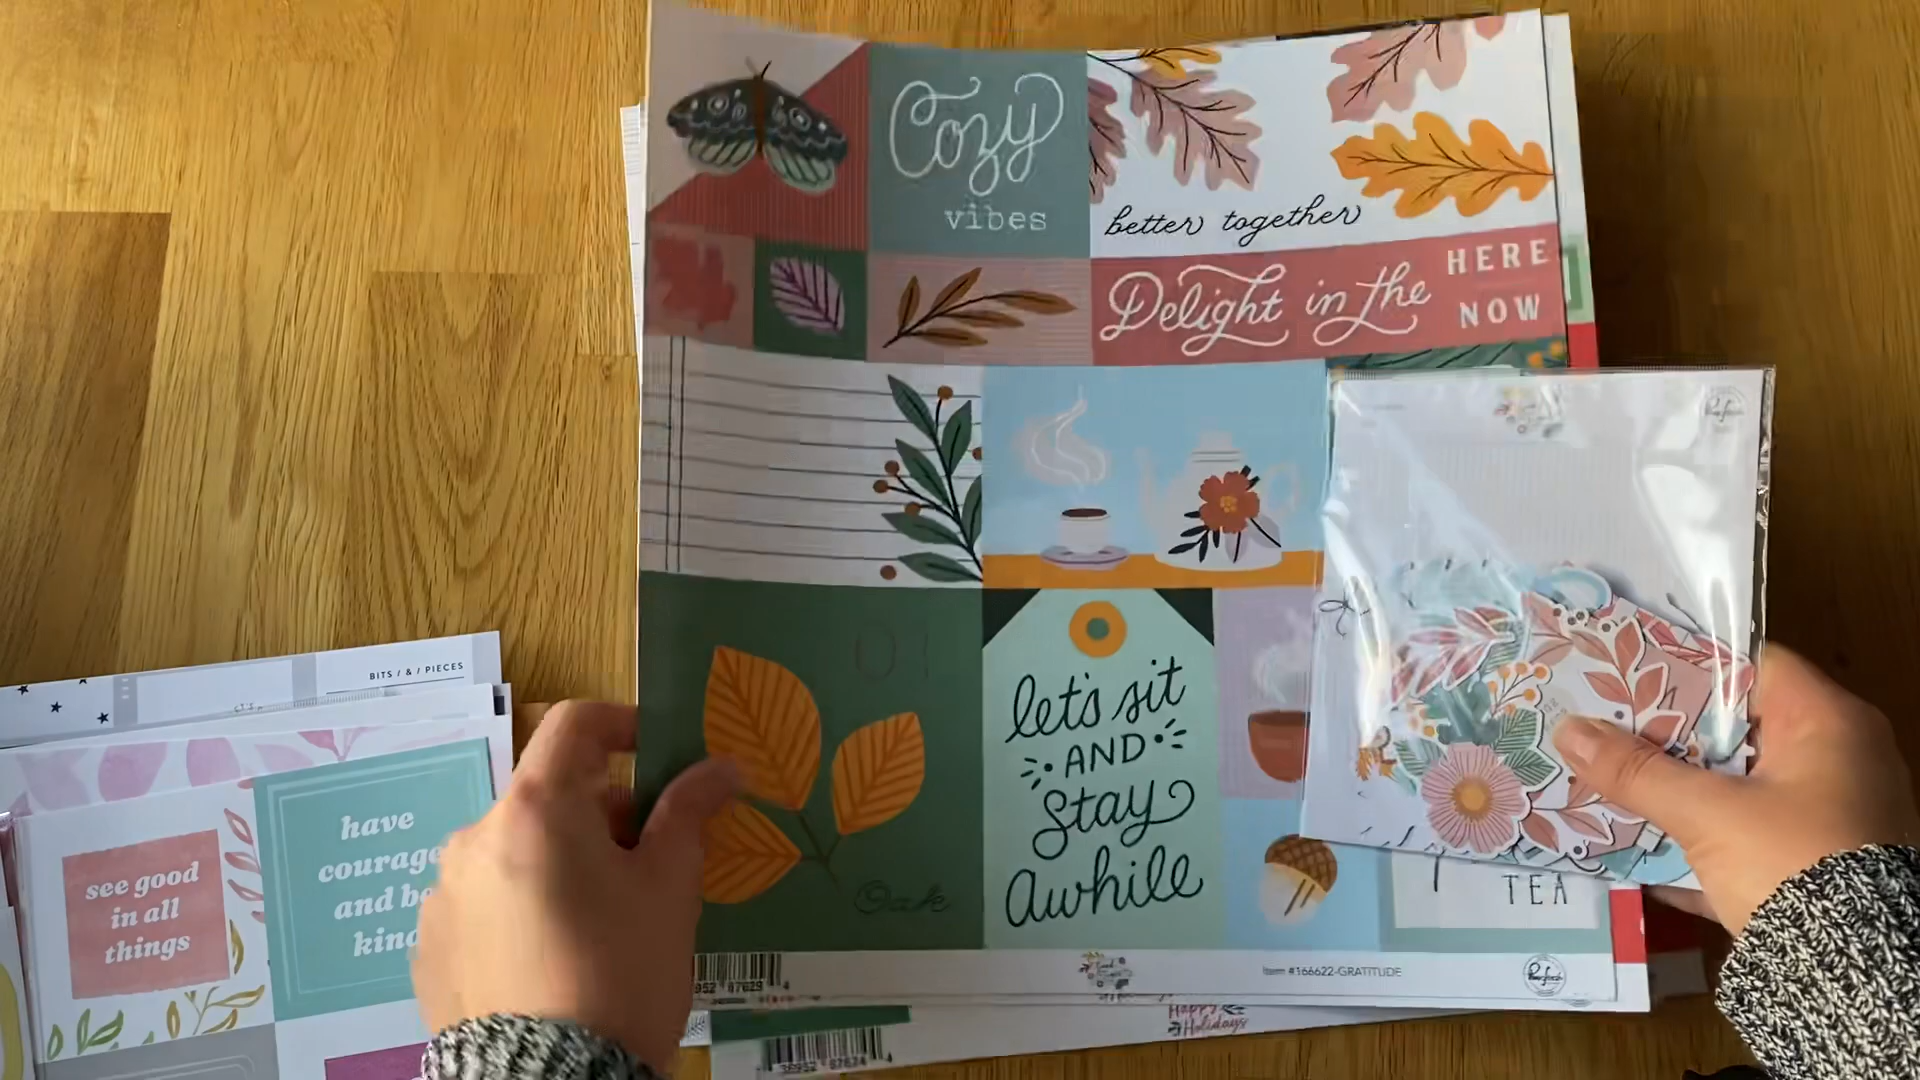 Cozy
vibes
better together
Delight in the
HERE
NOW
01
let's sit
AND
stay
awhile
Oak
TEA
Item #166622-GRATITUDE
Happy
Holidays
BITS / & / PIECES
see good
in all
things
have
courage
and be
kind